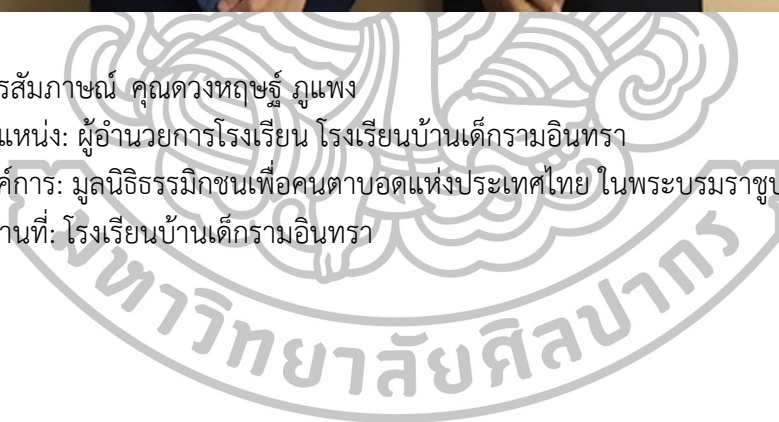 รสัมภาษณ์ คุณดวงหฤษฐ์ ภูแพง
แหน่ง: ผู้อำนวยการโรงเรียน โรงเรียนบ้านเด็กรามอินทรา
ค์การ: มูลนิธิธรรมิกชนเพื่อคนตาบอดแห่งประเทศไทย ในพระบรมราชูป
านที่: โรงเรียนบ้านเด็กรามอินทรา
มหาวิทยาลัยศิลปากร